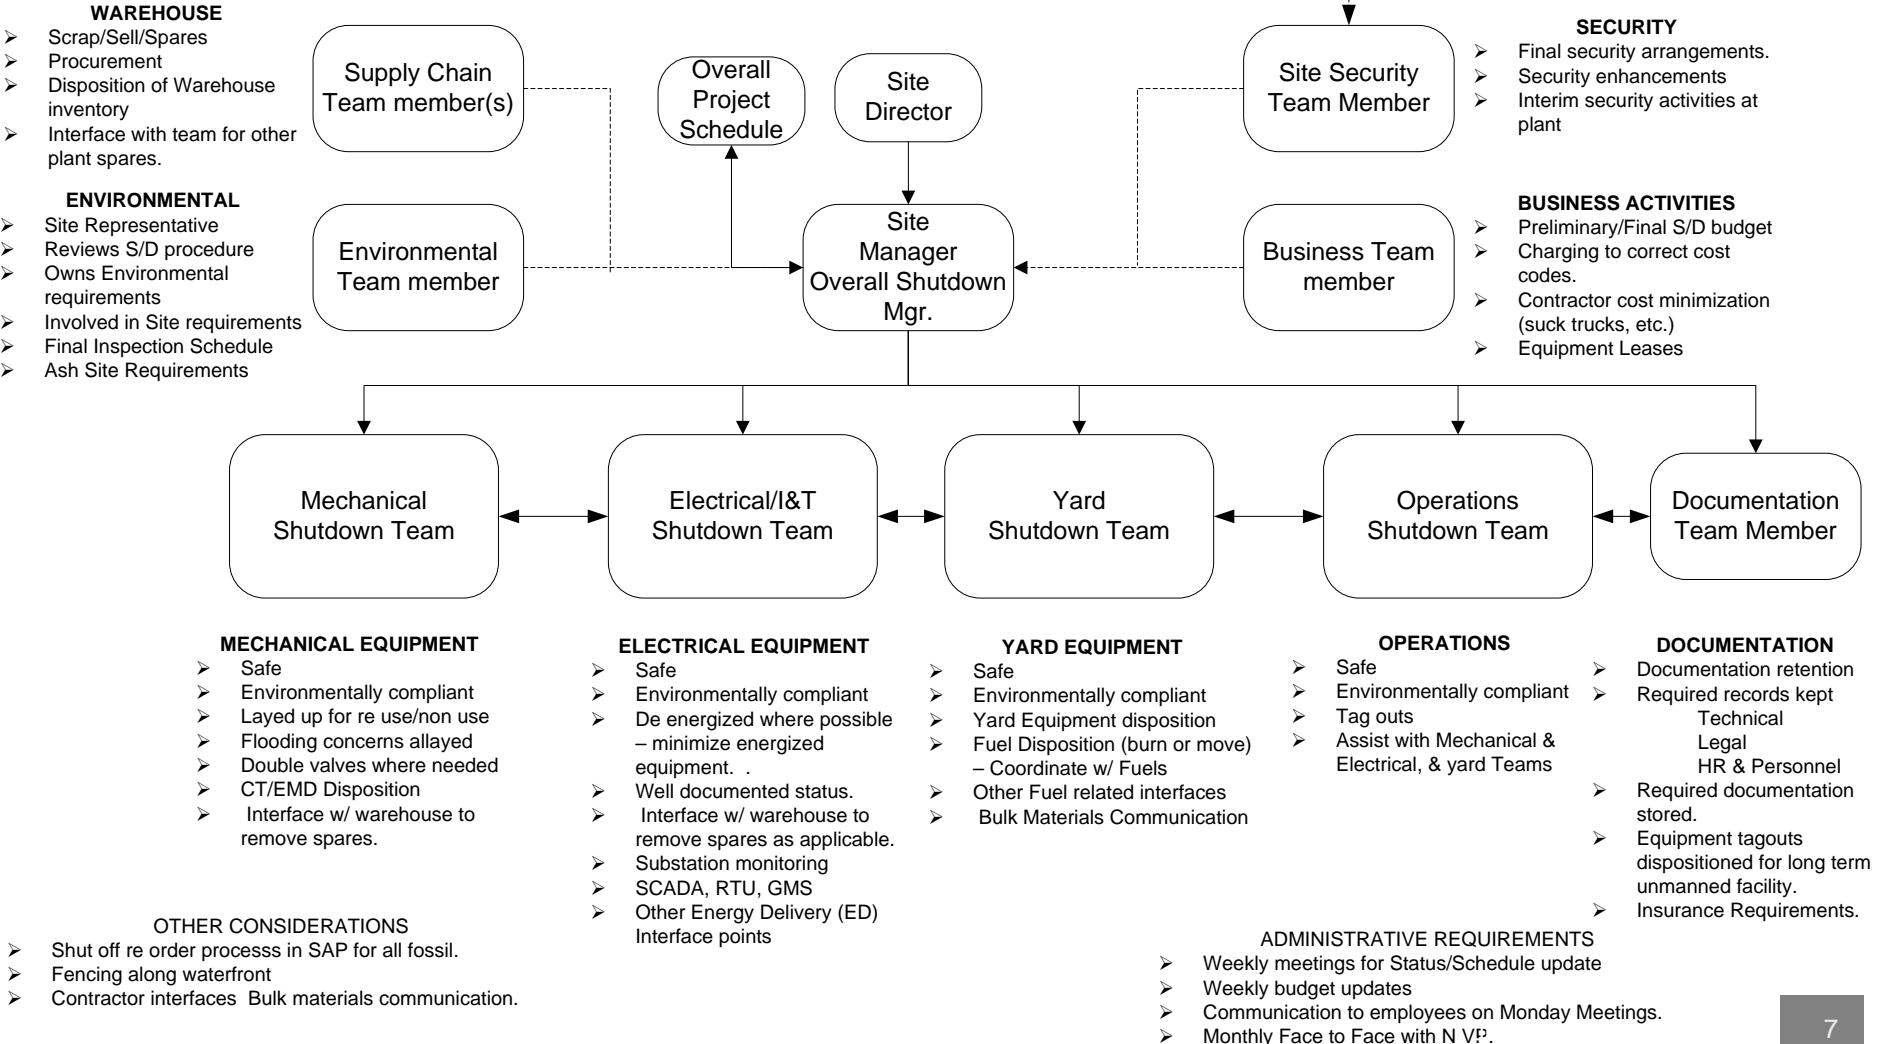 WAREHOUSE
Scrap/Sell/Spares
Procurement
Disposition of Warehouse
inventory
Interface with team for other
plant spares.
Supply Chain
Team member(s)
Overall
Project
Schedule
Site
Director
Site Security
Team Member
SECURITY
Final security arrangements.
Security enhancements
Interim security activities at
plant
ENVIRONMENTAL
Site Representative
Reviews S/D procedure
Owns Environmental
requirements
Involved in Site requirements
Final Inspection Schedule
Ash Site Requirements
Environmental
Team member
Site
Manager
Overall Shutdown
Mgr.
Business Team
member
BUSINESS ACTIVITIES
Preliminary/Final S/D budget
Charging to correct cost
codes.
Contractor cost minimization
(suck trucks, etc.)
Equipment Leases
Mechanical
Shutdown Team
Electrical/I&T
Shutdown Team
Yard
Shutdown Team
Operations
Shutdown Team
Documentation
Team Member
MECHANICAL EQUIPMENT
Safe
Environmentally compliant
Layed up for re use/non use
Flooding concerns allayed
Double valves where needed
CT/EMD Disposition
Interface w/ warehouse to
remove spares.
ELECTRICAL EQUIPMENT
Safe
Environmentally compliant
De energized where possible
– minimize energized
equipment. .
Well documented status.
Interface w/ warehouse to
remove spares as applicable.
Substation monitoring
SCADA, RTU, GMS
Other Energy Delivery (ED)
Interface points
YARD EQUIPMENT
Safe
Environmentally compliant
Yard Equipment disposition
Fuel Disposition (burn or move)
– Coordinate w/ Fuels
Other Fuel related interfaces
Bulk Materials Communication
OPERATIONS
Safe
Environmentally compliant
Tag outs
Assist with Mechanical &
Electrical, & yard Teams
DOCUMENTATION
Documentation retention
Required records kept
Technical
Legal
HR & Personnel
Required documentation
stored.
Equipment tagouts
dispositioned for long term
unmanned facility.
Insurance Requirements.
OTHER CONSIDERATIONS
Shut off re order processs in SAP for all fossil.
Fencing along waterfront
Contractor interfaces Bulk materials communication.
ADMINISTRATIVE REQUIREMENTS
Weekly meetings for Status/Schedule update
Weekly budget updates
Communication to employees on Monday Meetings.
Monthly Face to Face with N VP.
7